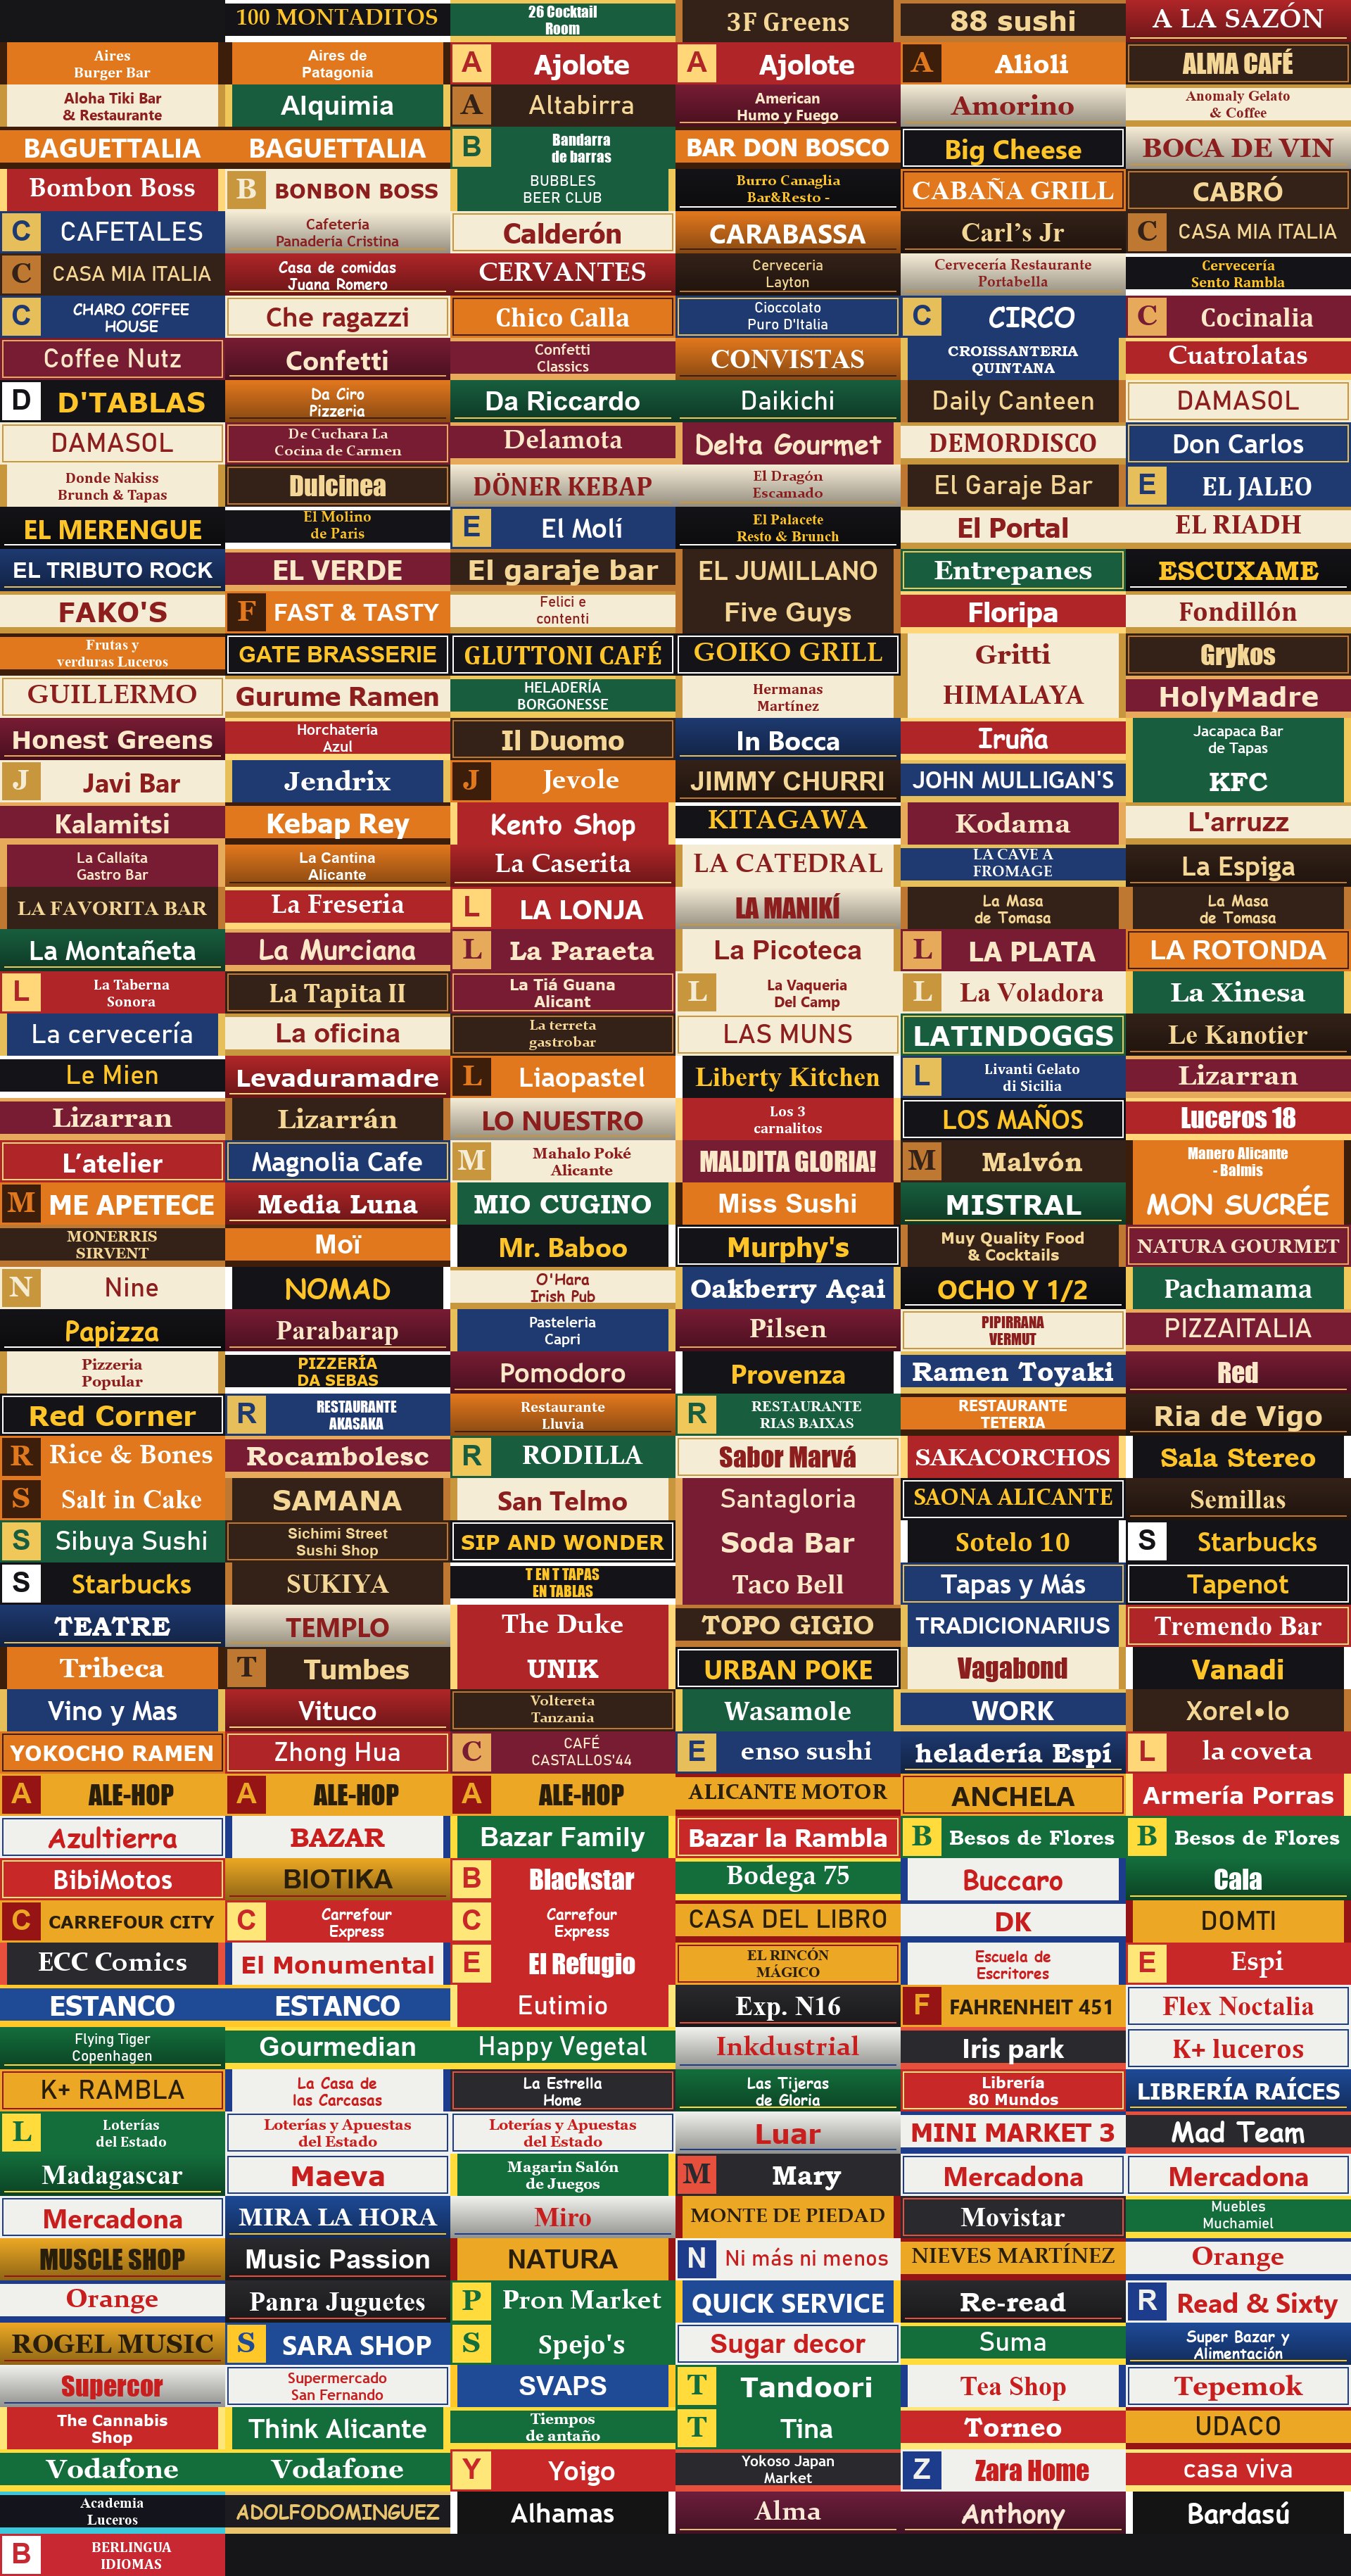 100 MONTADITOS
26 Cocktail
Room
3F Greens
88 sushi
A LA SAZÓN
Aires
Burger Bar
Aires de
Patagonia
A Ajolote
A Ajolote
A Alioli
ALMA CAFÉ
Aloha Tiki Bar
& Restaurante
Alquimia
A Altabirra
American
Humo y Fuego
Amorino
Anomaly Gelato
& Coffee
BAGUETTALIA
BAGUETTALIA
B Bandarra
de barras
BAR DON BOSCO
Big Cheese
BOCA DE VIN
Bombon Boss
B BONBON BOSS
BUBBLES
BEER CLUB
Burro Canaglia
Bar&Resto -
CABAÑA GRILL
CABRÓ
C CAFETALES
Cafetería
Panadería Cristina
Calderón
CARABASSA
Carl's Jr
C CASA MIA ITALIA
C CASA MIA ITALIA
Casa de comidas
Juana Romero
CERVANTES
Cerveceria
Layton
Cervecería Restaurante
Portabella
Cervecería
Sento Rambla
C CHARO COFFEE
HOUSE
Che ragazzi
Chico Calla
Cioccolato
Puro D'Italia
C CIRCO
C Cocinalia
Coffee Nutz
Confetti
Confetti
Classics
CONVISTAS
CROISSANTERIA
QUINTANA
Cuatrolatas
D D'TABLAS
Da Ciro
Pizzeria
Da Riccardo
Daikichi
Daily Canteen
DAMASOL
DAMASOL
De Cuchara La
Cocina de Carmen
Delamota
Delta Gourmet
DEMORDISCO
Don Carlos
Donde Nakiss
Brunch & Tapas
Dulcinea
DÖNER KEBAP
El Dragón
Escamado
El Garaje Bar
E EL JALEO
EL MERENGUE
El Molino
de Paris
E El Molí
El Palacete
Resto & Brunch
El Portal
EL RIADH
EL TRIBUTO ROCK
EL VERDE
El garaje bar
EL JUMILLANO
Entrepanes
ESCUXAME
FAKO'S
F FAST & TASTY
Felici e
contenti
Five Guys
Floripa
Fondillón
Frutas y
verduras Luceros
GATE BRASSERIE
GLUTTONI CAFÉ
GOIKO GRILL
Gritti
Grykos
GUILLERMO
Gurume Ramen
HELADERÍA
BORGONESSE
Hermanas
Martínez
HIMALAYA
HolyMadre
Honest Greens
Horchatería
Azul
Il Duomo
In Bocca
Iruña
Jacapaca Bar
de Tapas
J Javi Bar
Jendrix
J Jevole
JIMMY CHURRI
JOHN MULLIGAN'S
KFC
Kalamitsi
Kebap Rey
Kento Shop
KITAGAWA
Kodama
L'arruzz
La Callaita
Gastro Bar
La Cantina
Alicante
La Caserita
LA CATEDRAL
LA CAVE A
FROMAGE
La Espiga
LA FAVORITA BAR
La Freseria
L LA LONJA
LA MANIKÍ
La Masa
de Tomasa
La Masa
de Tomasa
La Montañeta
La Murciana
L La Paraeta
La Picoteca
L LA PLATA
LA ROTONDA
L La Taberna
Sonora
La Tapita II
La Tiá Guana
Alicant
L La Vaqueria
Del Camp
L La Voladora
La Xinesa
La cervecería
La oficina
La terreta
gastrobar
LAS MUNS
LATINDOGGS
Le Kanotier
Le Mien
Levaduramadre
L Liaopastel
Liberty Kitchen
L Livanti Gelato
di Sicilia
Lizarran
Lizarran
Lizarrán
LO NUESTRO
Los 3
carnalitos
LOS MAÑOS
Luceros 18
L’atelier
Magnolia Cafe
M Mahalo Poké
Alicante
MALDITA GLORIA!
M Malvón
Manero Alicante
- Balmis
M ME APETECE
Media Luna
MIO CUGINO
Miss Sushi
MISTRAL
MON SUCRÉE
MONERRIS
SIRVENT
Moï
Mr. Baboo
Murphy's
Muy Quality Food
& Cocktails
NATURA GOURMET
N Nine
NOMAD
O'Hara
Irish Pub
Oakberry Açai
OCHO Y 1/2
Pachamama
Papizza
Parabarap
Pasteleria
Capri
Pilsen
PIPIRRANA
VERMUT
PIZZAITALIA
Pizzeria
Popular
PIZZERÍA
DA SEBAS
Pomodoro
Provenza
Ramen Toyaki
Red
Red Corner
R RESTAURANTE
AKASAKA
Restaurante
Lluvia
R RESTAURANTE
RIAS BAIXAS
RESTAURANTE
TETERIA
Ria de Vigo
R Rice & Bones
Rocambolesc
R RODILLA
Sabor Marvá
SAKACORCHOS
Sala Stereo
S Salt in Cake
SAMANA
San Telmo
Santagloria
SAONA ALICANTE
Semillas
S Sibuya Sushi
Sichimi Street
Sushi Shop
SIP AND WONDER
Soda Bar
Sotelo 10
S Starbucks
S Starbucks
SUKIYA
T EN T TAPAS
EN TABLAS
Taco Bell
Tapas y Más
Tapenot
TEATRE
TEMPLO
The Duke
TOPO GIGIO
TRADICIONARIUS
Tremendo Bar
Tribeca
T Tumbes
UNIK
URBAN POKE
Vagabond
Vanadi
Vino y Mas
Vituco
Voltereta
Tanzania
Wasamole
WORK
Xorel•lo
YOKOCHO RAMEN
Zhong Hua
C CAFÉ
CASTALLOS'44
E enso sushi
heladería Espí
L la coveta
A ALE-HOP
A ALE-HOP
A ALE-HOP
ALICANTE MOTOR
ANCHELA
Armería Porras
Azultierra
BAZAR
Bazar Family
Bazar la Rambla
B Besos de Flores
B Besos de Flores
BibiMotos
BIOTIKA
B Blackstar
Bodega 75
Buccaro
Cala
C CARREFOUR CITY
C Carrefour
Express
C Carrefour
Express
CASA DEL LIBRO
DK
DOMTI
ECC Comics
El Monumental
E El Refugio
EL RINCÓN
MÁGICO
Escuela de
Escritores
E Espi
ESTANCO
ESTANCO
Eutimio
Exp. N16
F FAHRENHEIT 451
Flex Noctalia
Flying Tiger
Copenhagen
Gourmedian
Happy Vegetal
Inkdustrial
Iris park
K+ luceros
K+ RAMBLA
La Casa de
las Carcasas
La Estrella
Home
Las Tijeras
de Gloria
Librería
80 Mundos
LIBRERÍA RAÍCES
L Loterías
del Estado
Loterías y Apuestas
del Estado
Loterías y Apuestas
del Estado
Luar
MINI MARKET 3
Mad Team
Madagascar
Maeva
Magarin Salón
de Juegos
M Mary
Mercadona
Mercadona
Mercadona
MIRA LA HORA
Miro
MONTE DE PIEDAD
Movistar
Muebles
Muchamiel
MUSCLE SHOP
Music Passion
NATURA
N Ni más ni menos
NIEVES MARTÍNEZ
Orange
Orange
Panra Juguetes
P Pron Market
QUICK SERVICE
Re-read
R Read & Sixty
ROGEL MUSIC
S SARA SHOP
S Spejo's
Sugar decor
Suma
Super Bazar y
Alimentación
Supercor
Supermercado
San Fernando
SVAPS
T Tandoori
Tea Shop
Tepemok
The Cannabis
Shop
Think Alicante
Tiempos
de antaño
T Tina
Torneo
UDACO
Vodafone
Vodafone
Y Yoigo
Yokoso Japan
Market
Z Zara Home
casa viva
Academia
Luceros
ADOLFODOMINGUEZ
Alhamas
Alma
Anthony
Bardasú
B BERLINGUA
IDIOMAS